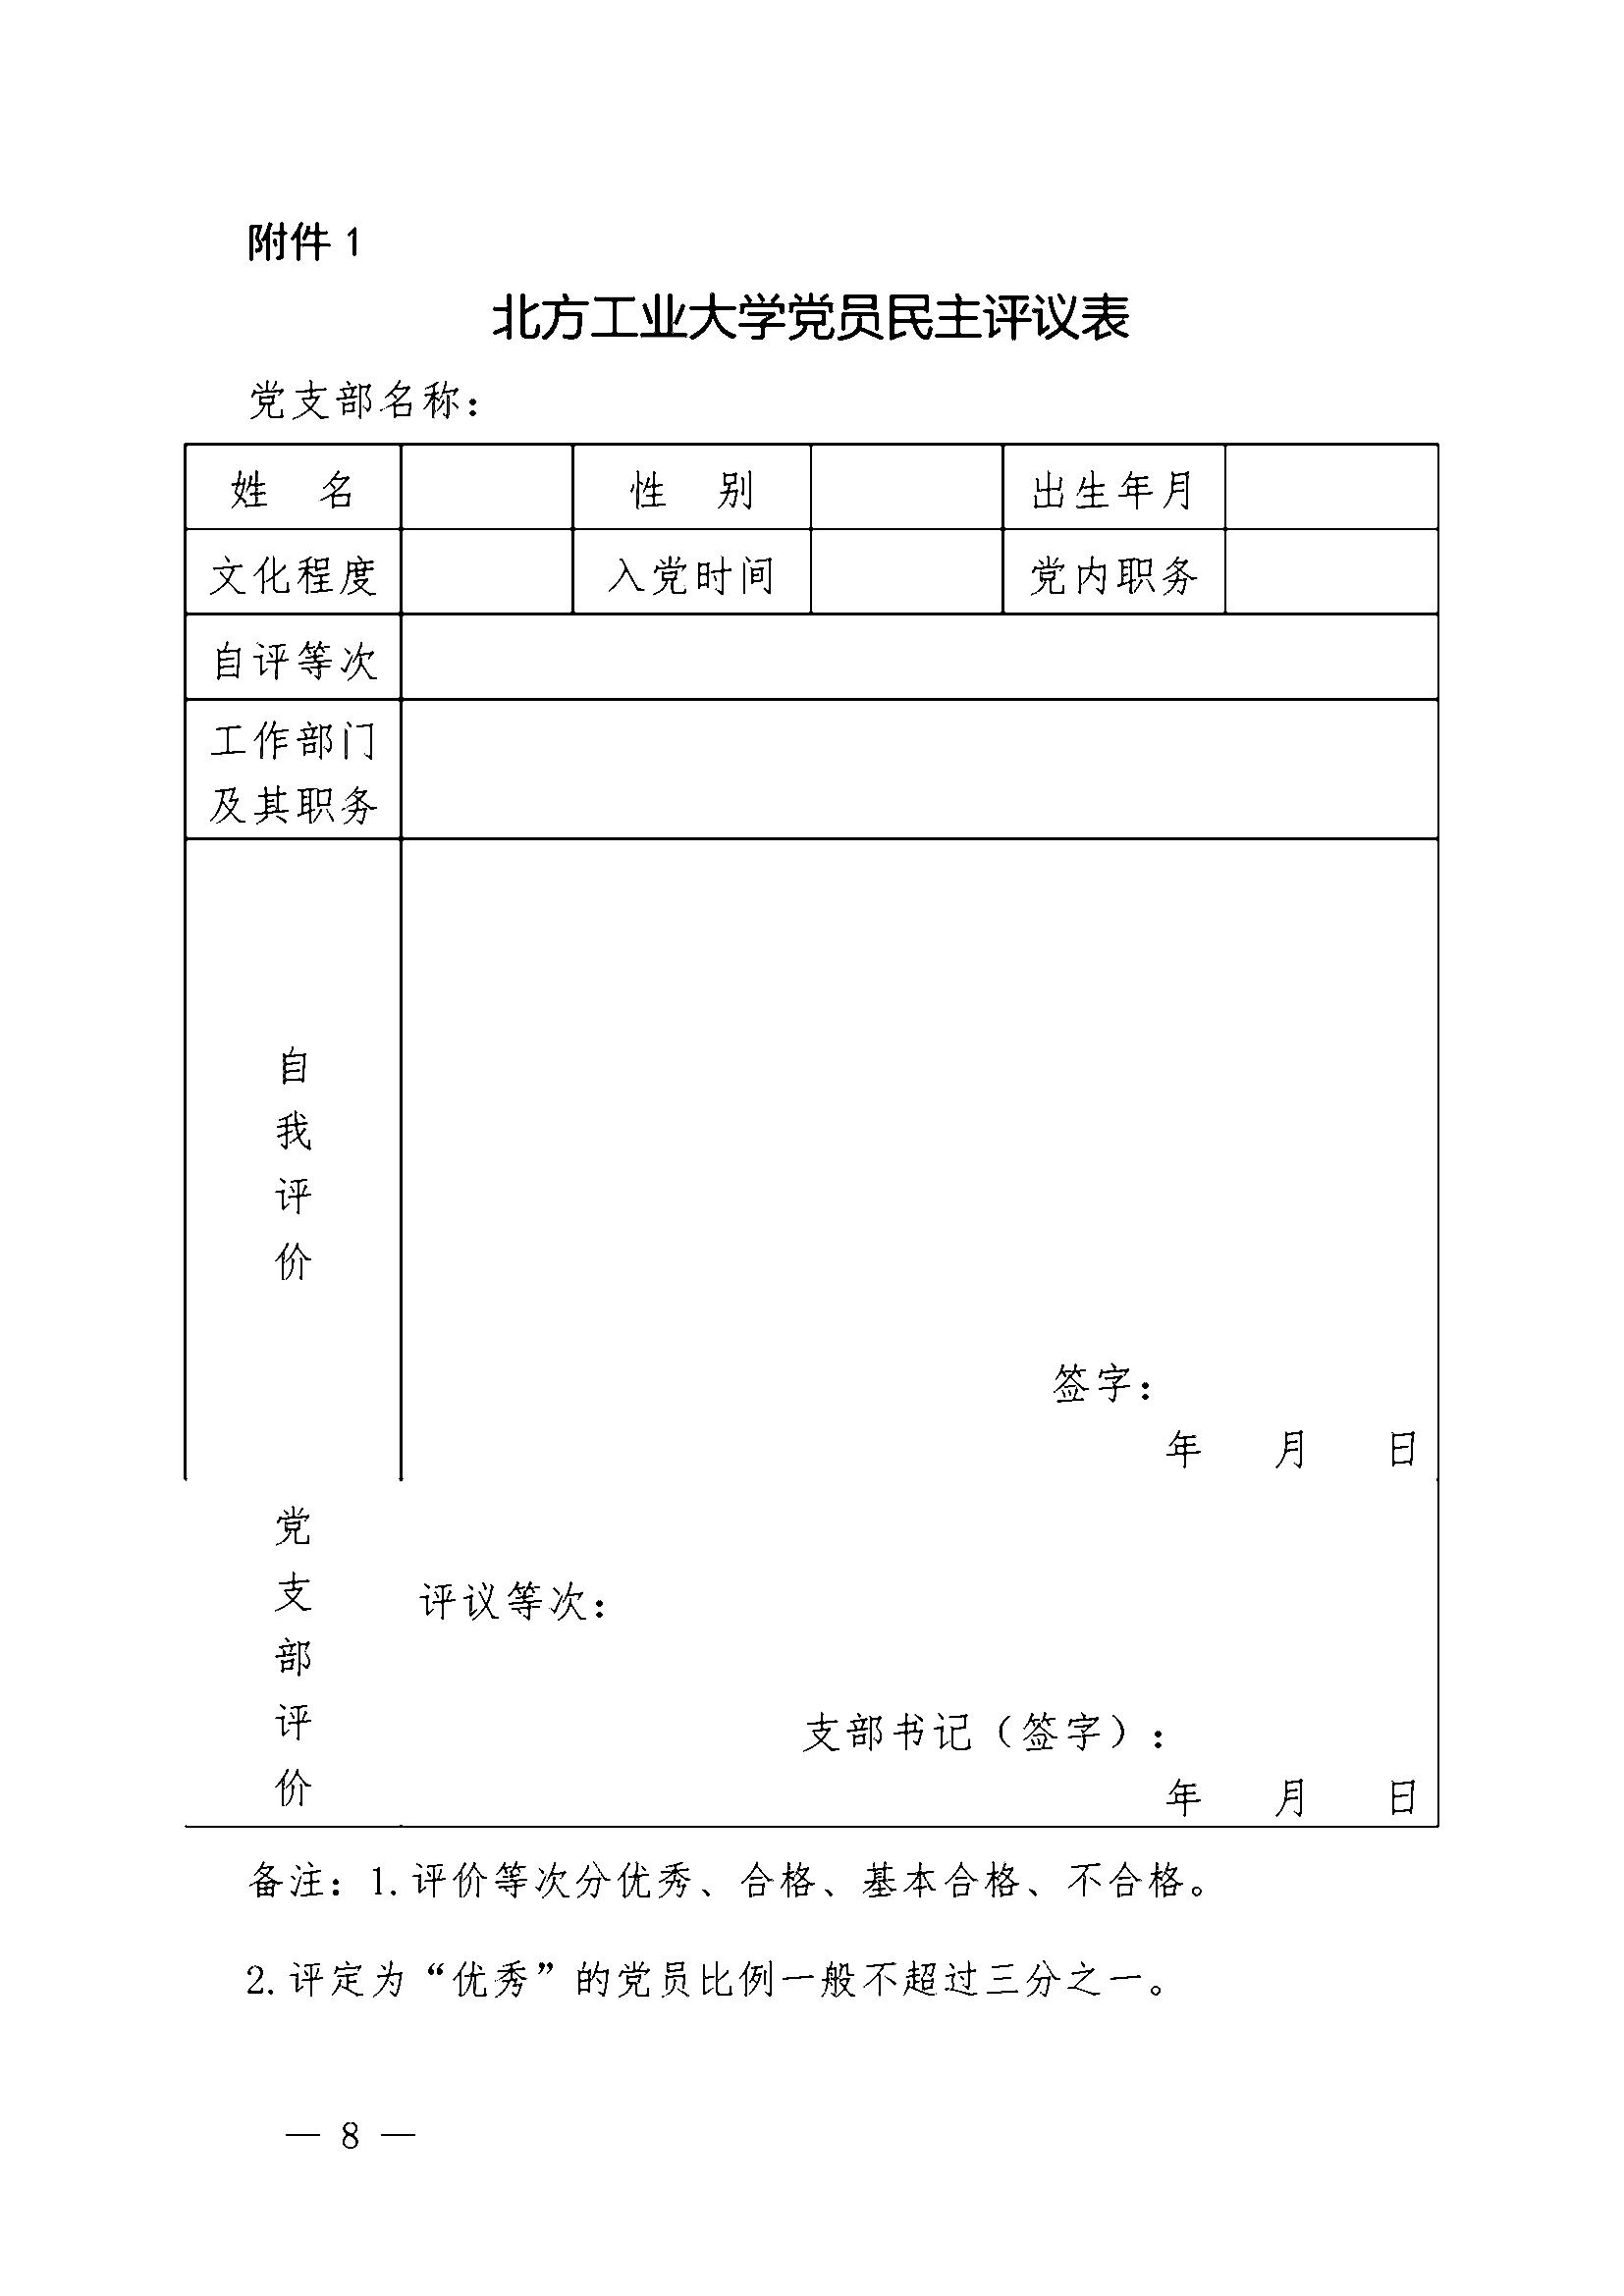 附件 1
北方工业大学党员民主评议表
党支部名称：
姓 名 性 别 出生年月
文化程度 入党时间 党内职务
自评等次
工作部门
及其职务
自
我
评
价
签字：
年 月 日
党
支
部
评
价
评议等次：
支部书记（签字）：
年 月 日
备注：1.评价等次分优秀、合格、基本合格、不合格。
2.评定为“优秀”的党员比例一般不超过三分之一。
— 8 —